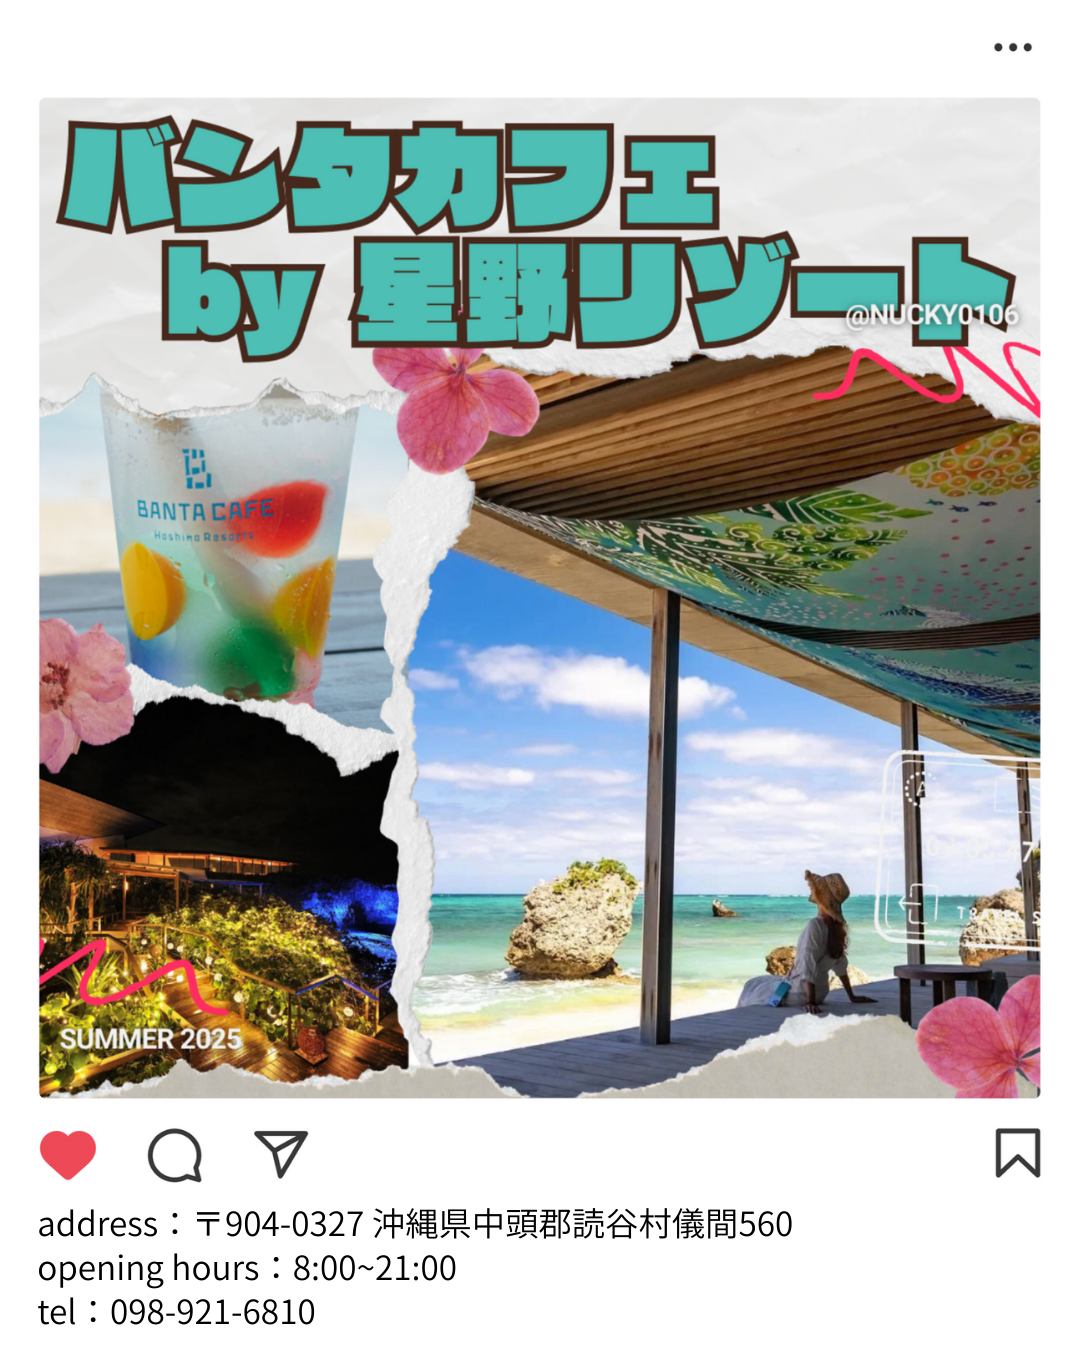 バンタカフェ
by 星野リゾート
@NUCKY0106
BANTA CAFE
Hoshino Resorts
SUMMER 2025
address：〒904-0327 沖縄県中頭郡読谷村儀間560
opening hours：8:00~21:00
tel：098-921-6810